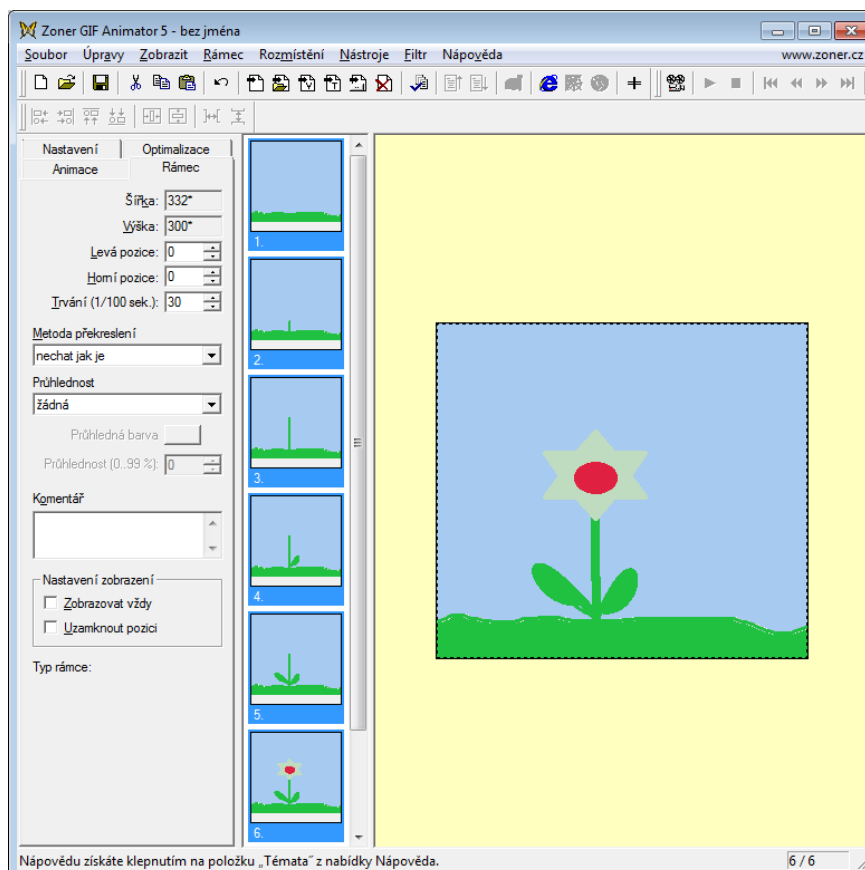 Zoner GIF Animator 5 - bez jména
Soubor Úpravy Zobrazit Rámec Rozmístění Nástroje Filtr Nápověda www.zoner.cz
Nastavení Optimalizace
Animace Rámec
Šířka: 332*
Výška: 300*
Levá pozice: 0
Horní pozice: 0
Trvání (1/100 sek.): 30
Metoda překreslení
nechat jak je
Průhlednost
žádná
Průhledná barva
Průhlednost (0..99 %): 0
Komentář
Nastavení zobrazení
Zobrazovat vždy
Uzamknout pozici
Typ rámce:
1.
2.
3.
4.
5.
6.
Nápovědu získáte klepnutím na položku „Témata“ z nabídky Nápověda. 6 / 6